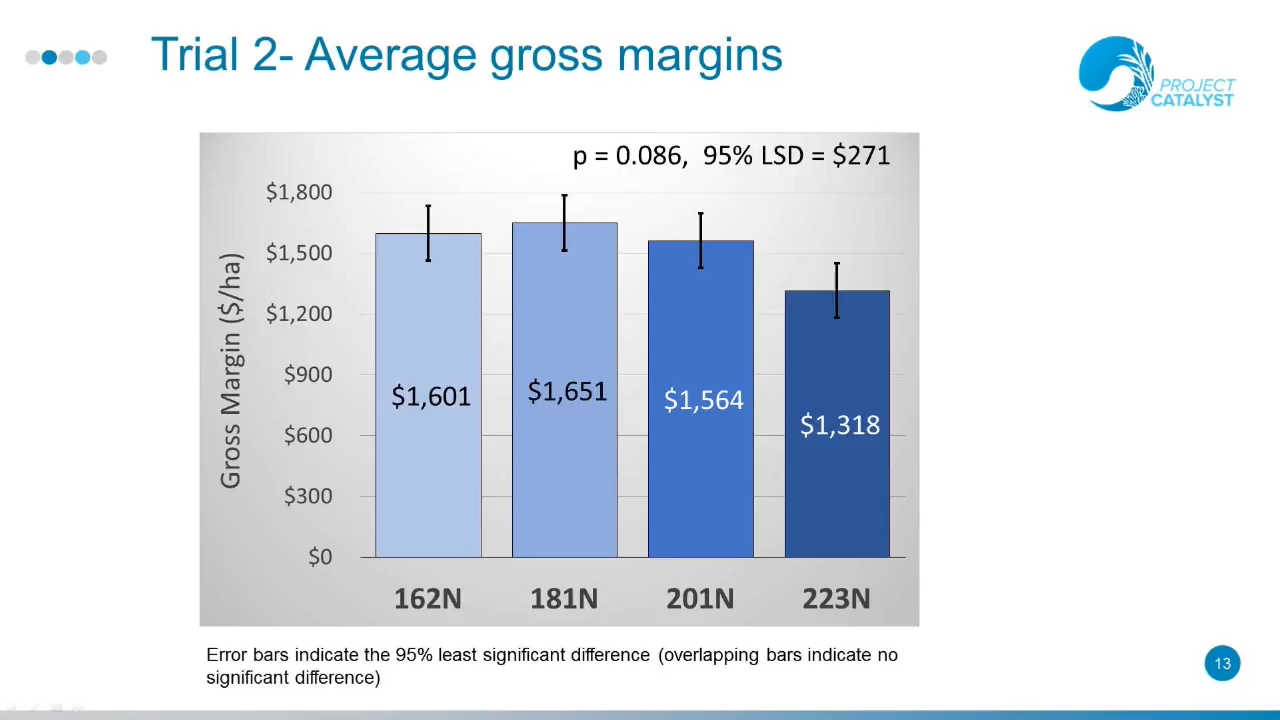 Trial 2- Average gross margins
PROJECT
CATALYST
p = 0.086, 95% LSD = $271
Gross Margin ($/ha)
$1,800
$1,500
$1,200
$900
$600
$300
$0
$1,601
$1,651
$1,564
$1,318
162N
181N
201N
223N
Error bars indicate the 95% least significant difference (overlapping bars indicate no
significant difference)
13